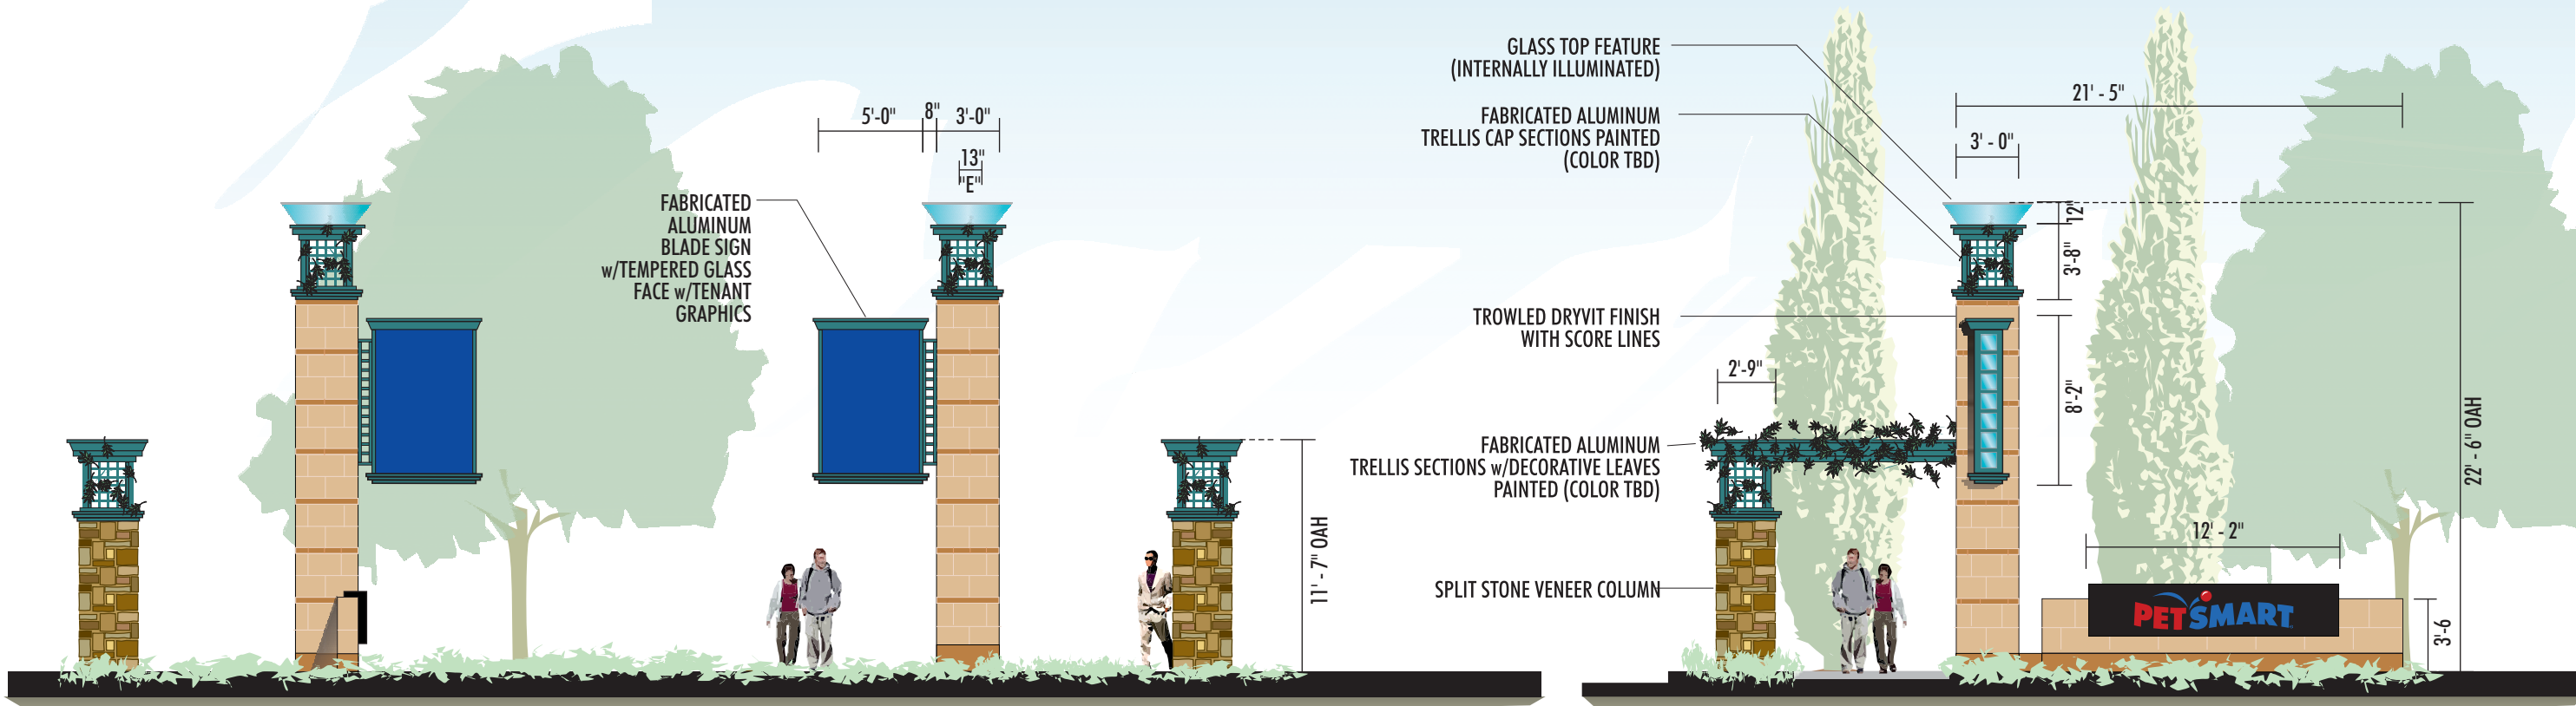 5'-0"
8"
3'-0"
13"
"E"
FABRICATED
ALUMINUM
BLADE SIGN
w/TEMPERED GLASS
FACE w/TENANT
GRAPHICS
11' - 7" OAH
GLASS TOP FEATURE
(INTERNALLY ILLUMINATED)
FABRICATED ALUMINUM
TRELLIS CAP SECTIONS PAINTED
(COLOR TBD)
TROWLED DRYVIT FINISH
WITH SCORE LINES
2'-9"
FABRICATED ALUMINUM
TRELLIS SECTIONS w/DECORATIVE LEAVES
PAINTED (COLOR TBD)
SPLIT STONE VENEER COLUMN
21' - 5"
3' - 0"
12"
3'-8"
8'-2"
22' - 6" OAH
12' - 2"
PETSMART
3'-6